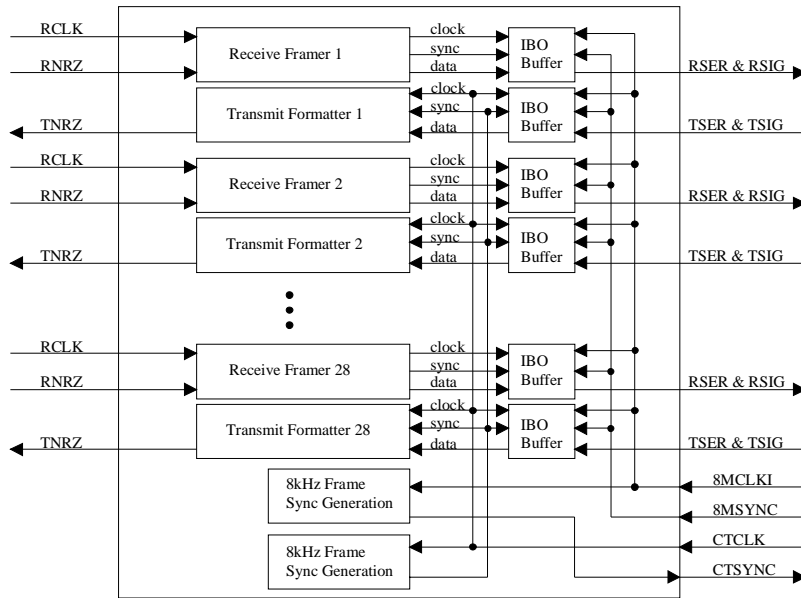 RCLK Receive Framer 1 clock IBO Buffer
sync
RNRZ data RSER & RSIG
Transmit Formatter 1 clock IBO Buffer
sync
TNRZ data TSER & TSIG
RCLK Receive Framer 2 clock IBO Buffer
sync
RNRZ data RSER & RSIG
Transmit Formatter 2 clock IBO Buffer
sync
TNRZ data TSER & TSIG
RCLK Receive Framer 28 clock IBO Buffer
sync
RNRZ data RSER & RSIG
Transmit Formatter 28 clock IBO Buffer
sync
TNRZ data TSER & TSIG
8kHz Frame
Sync Generation
8MCLKI
8MSYNC
8kHz Frame
Sync Generation
CTCLK
CTSYNC